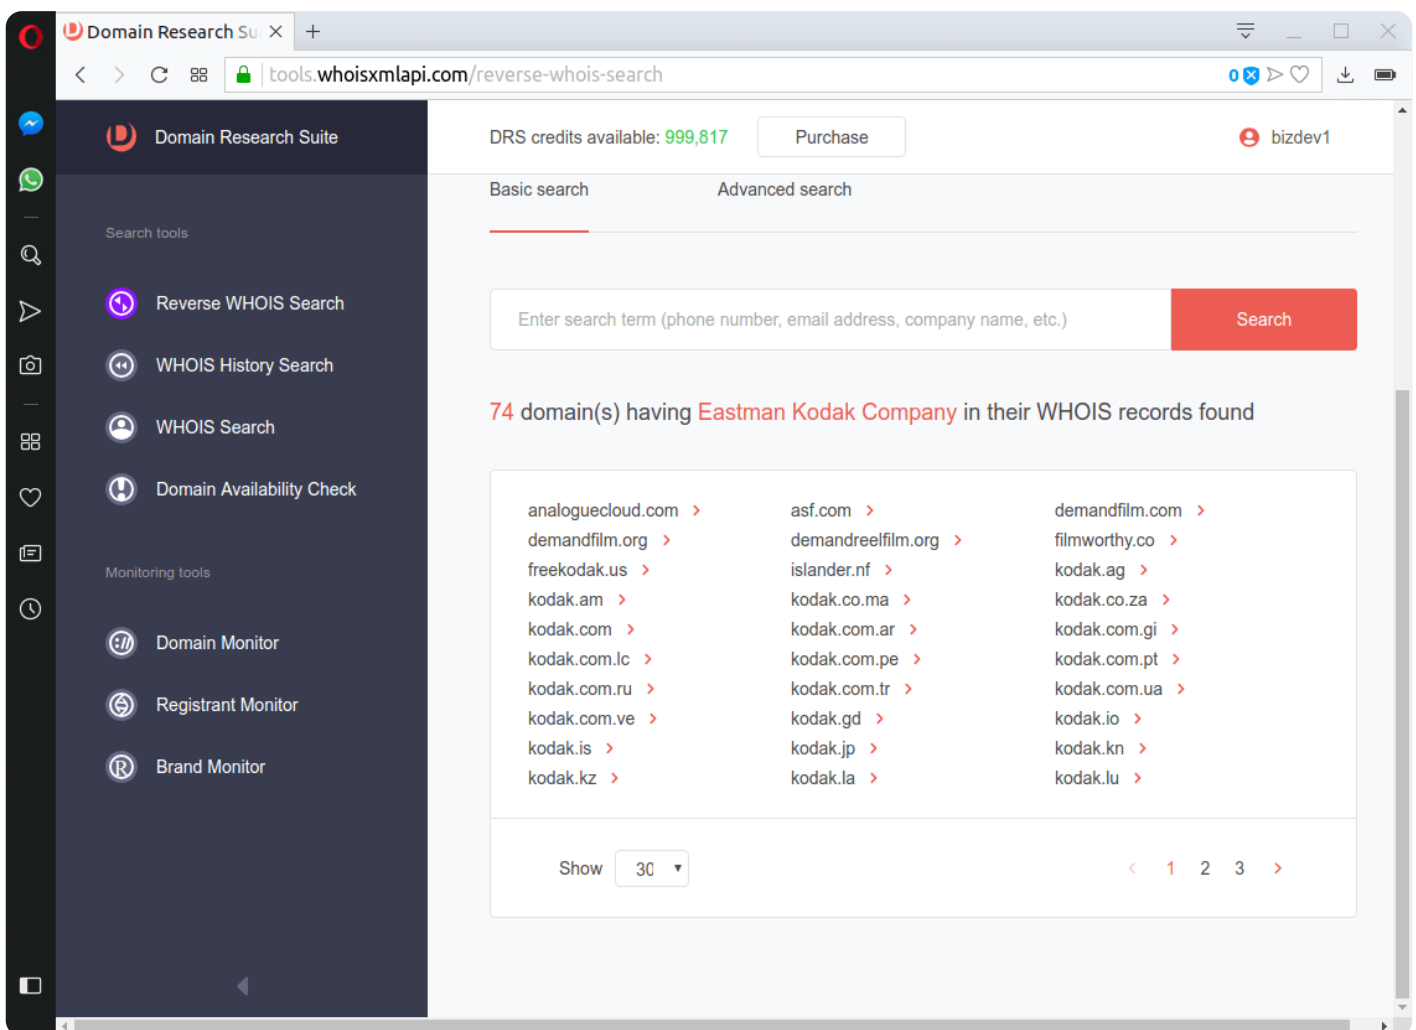 Domain Research Su
tools.whoisxmlapi.com/reverse-whois-search
0
Domain Research Suite
DRS credits available: 999,817
Purchase
bizdev1
Search tools
Reverse WHOIS Search
WHOIS History Search
WHOIS Search
Domain Availability Check
Monitoring tools
Domain Monitor
Registrant Monitor
Brand Monitor
Basic search Advanced search
Enter search term (phone number, email address, company name, etc.) Search
74 domain(s) having Eastman Kodak Company in their WHOIS records found
analoguecloud.com asf.com demandfilm.com
demandfilm.org demandreelfilm.org filmworthy.co
freekodak.us islander.nf kodak.ag
kodak.am kodak.co.ma kodak.co.za
kodak.com kodak.com.ar kodak.com.gi
kodak.com.lc kodak.com.pe kodak.com.pt
kodak.com.ru kodak.com.tr kodak.com.ua
kodak.com.ve kodak.gd kodak.io
kodak.is kodak.jp kodak.kn
kodak.kz kodak.la kodak.lu
Show 30 1 2 3